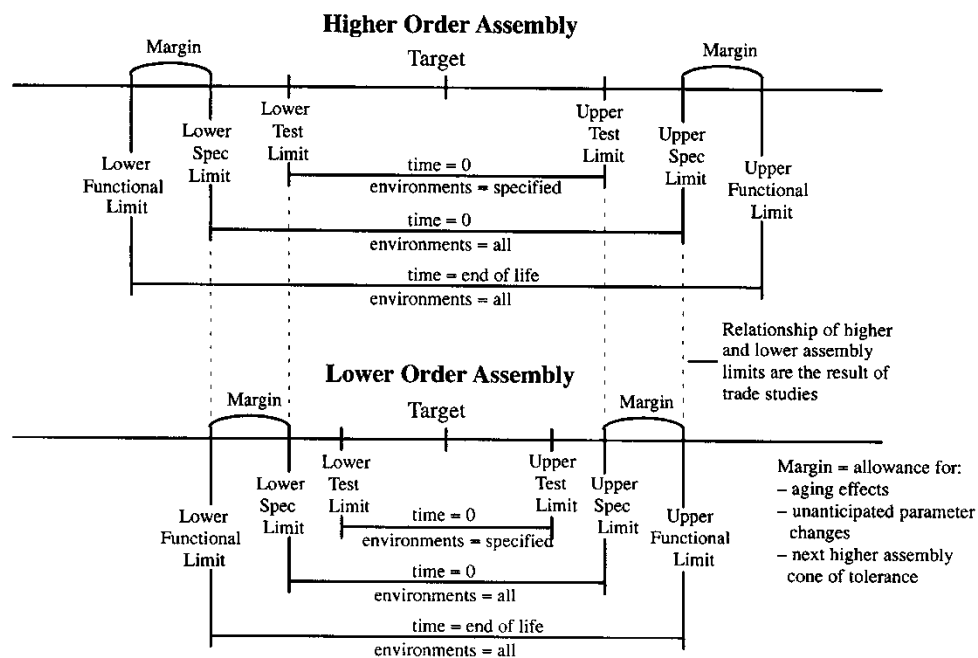 Higher Order Assembly
Margin
Target
Margin
Lower
Functional
Limit
Lower
Spec
Limit
Lower
Test
Limit
Upper
Test
Limit
Upper
Spec
Limit
Upper
Functional
Limit
time = 0
environments = specified
time = 0
environments = all
time = end of life
environments = all
Relationship of higher
and lower assembly
limits are the result of
trade studies
Lower Order Assembly
Margin
Target
Margin
Lower
Functional
Limit
Lower
Spec
Limit
Lower
Test
Limit
Upper
Test
Limit
Upper
Spec
Limit
Upper
Functional
Limit
time = 0
environments = specified
time = 0
environments = all
time = end of life
environments = all
Margin = allowance for:
– aging effects
– unanticipated parameter
changes
– next higher assembly
cone of tolerance